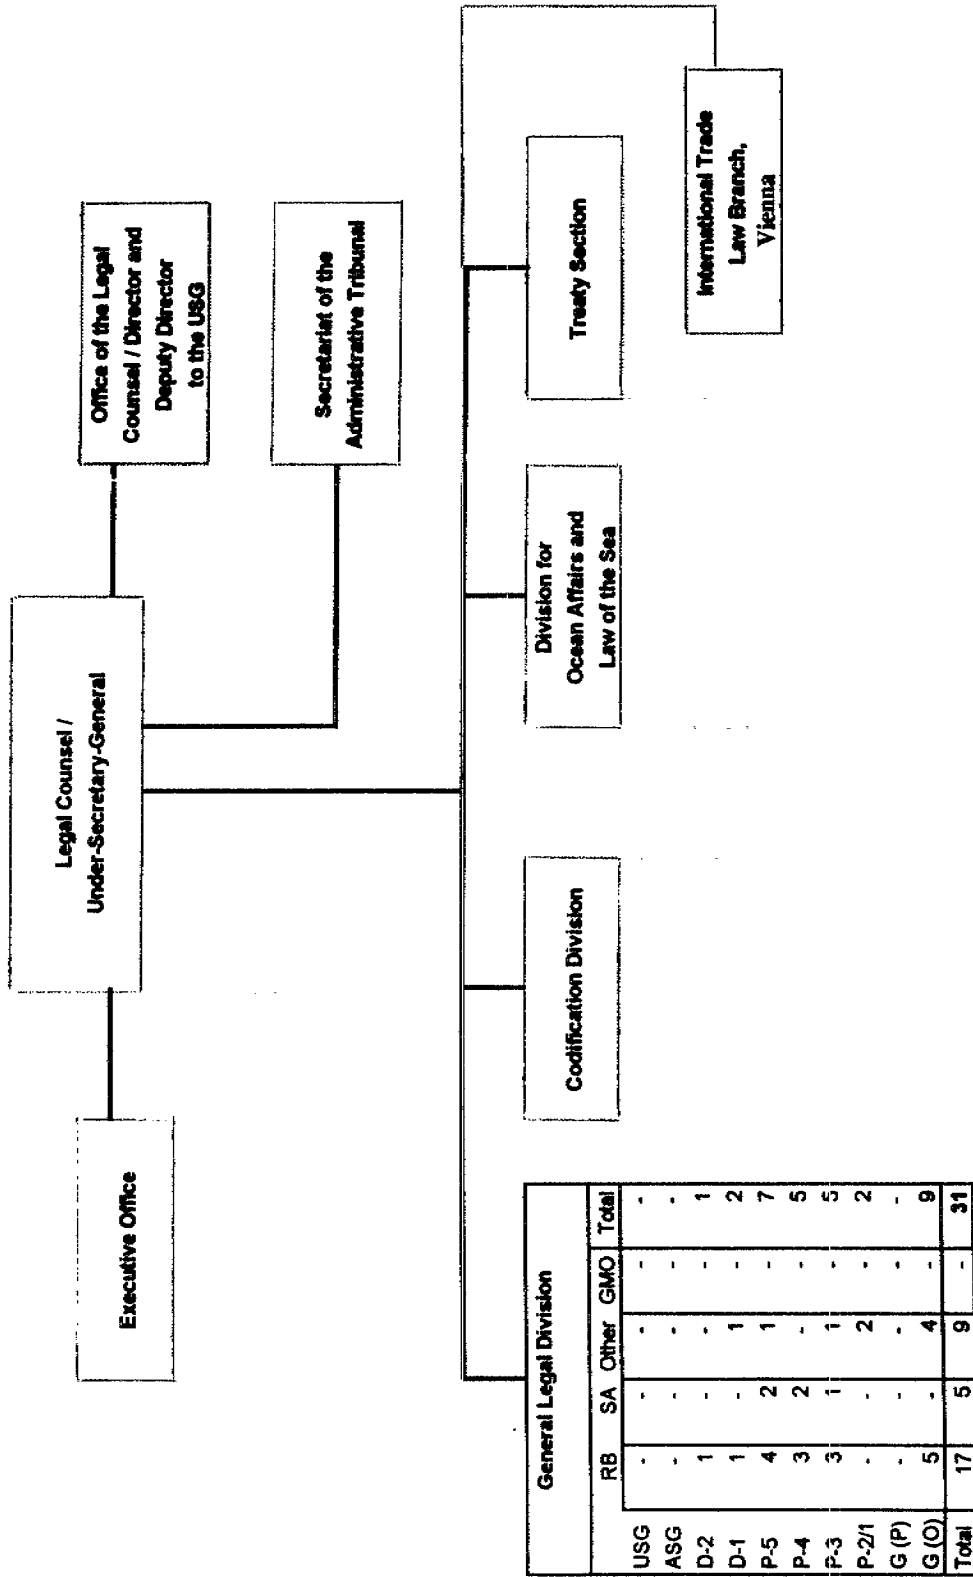 Legal Counsel /
Under-Secretary-General
Executive Office
Office of the Legal
Counsel / Director and
Deputy Director
to the USG
Secretariat of the
Administrative Tribunal
General Legal Division
RB SA Other GMO Total
USG - - - - -
ASG - - - - -
D-2 1 - - - 1
D-1 1 - 1 - 2
P-5 4 2 1 - 7
P-4 3 2 - - 5
P-3 3 1 1 - 5
P-2/1 - - 2 - 2
G (P) - - - - -
G (O) 5 - 4 - 9
Total 17 5 9 - 31
Codification Division
Division for
Ocean Affairs and
Law of the Sea
Treaty Section
International Trade
Law Branch,
Vienna